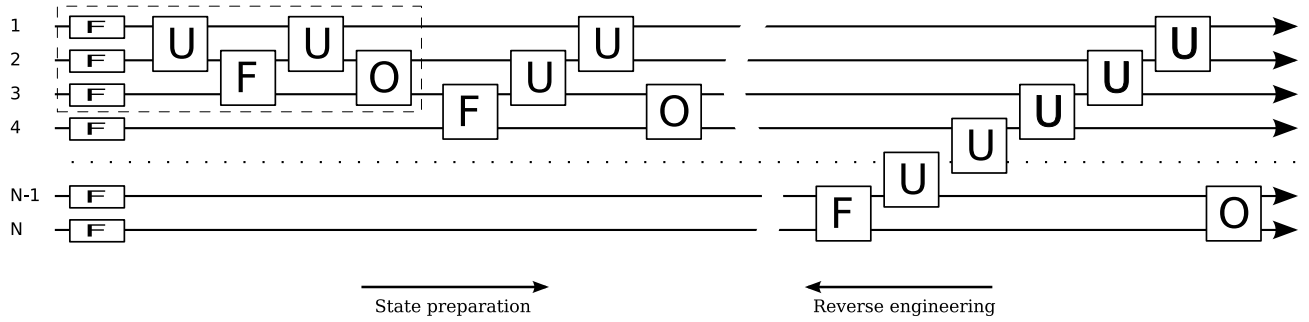 1 F U U U U
2 F F O U U
3 F F O U
4 F U
N-1 F F U O
N F
State preparation Reverse engineering